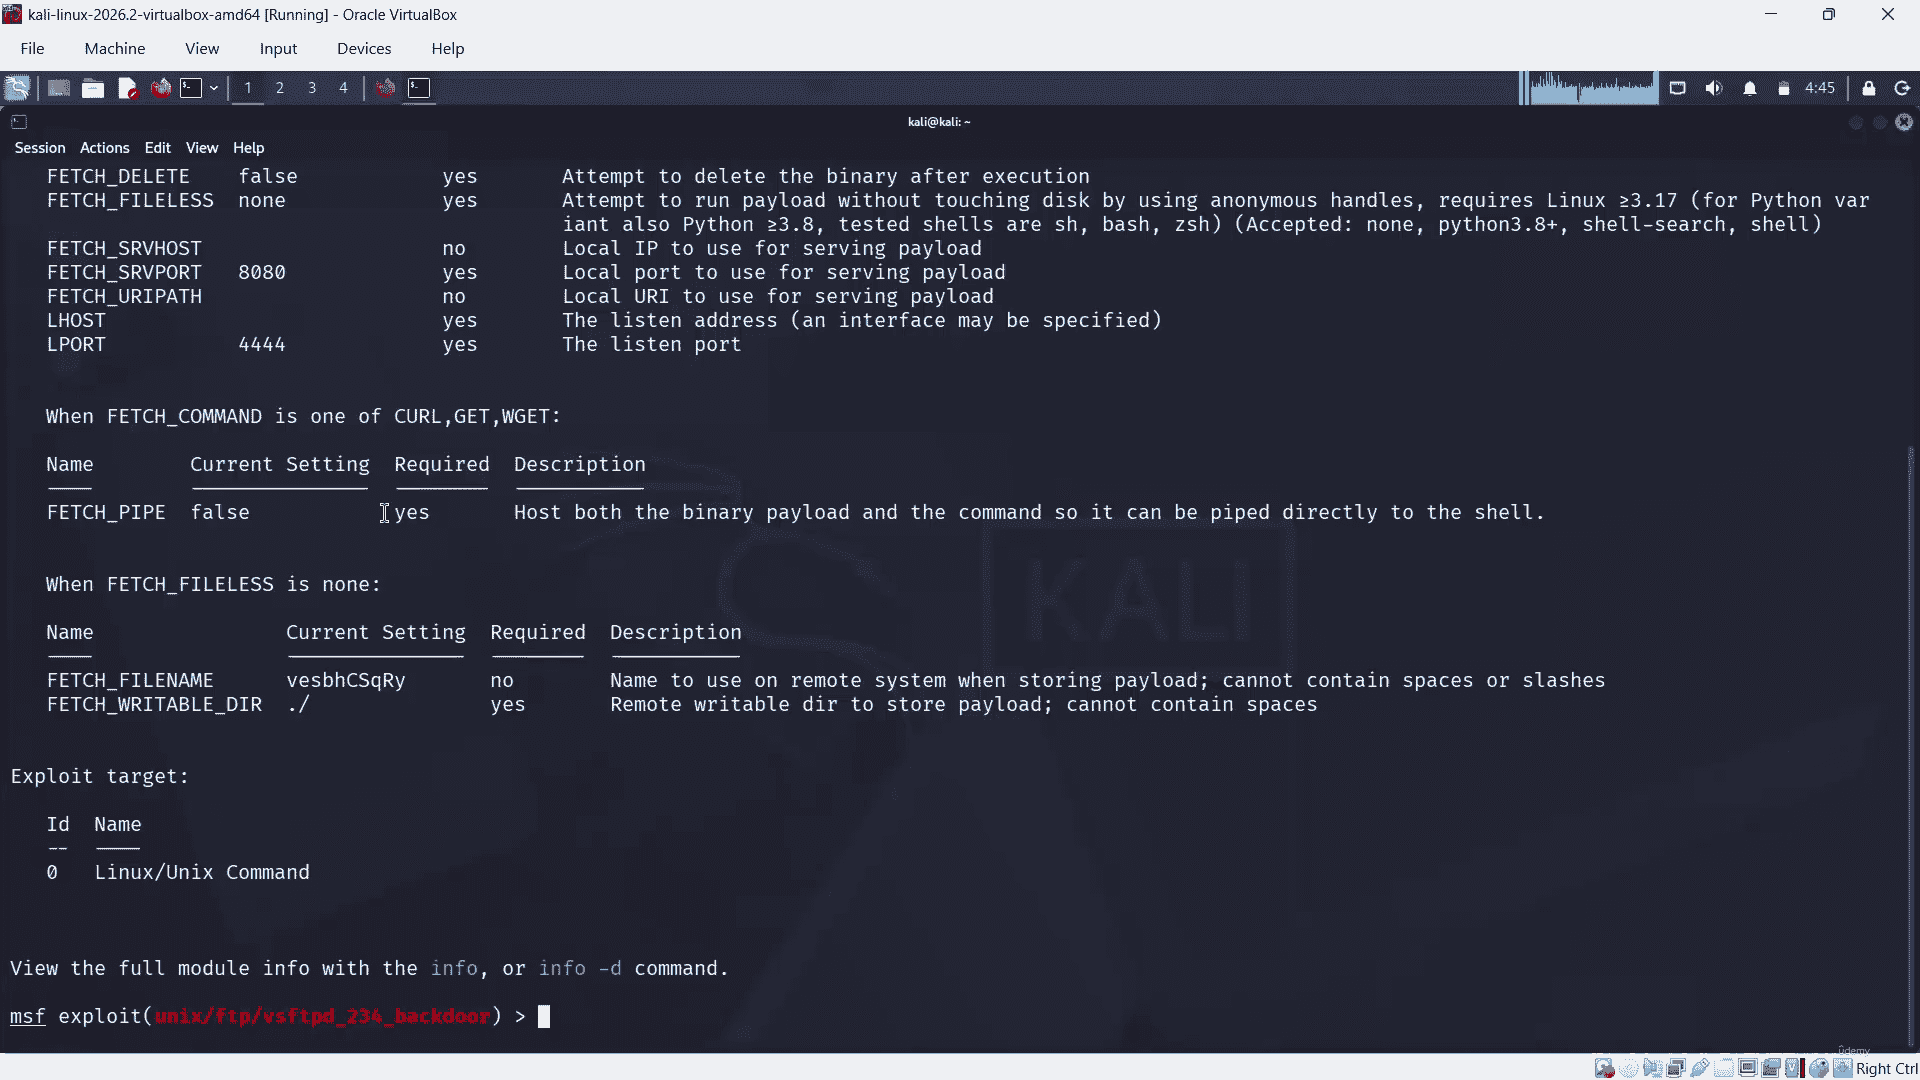 kali-linux-2026.2-virtualbox-amd64 [Running] - Oracle VirtualBox
File Machine View Input Devices Help
1 2 3 4 4:45
kali@kali: ~
Session Actions Edit View Help
FETCH_DELETE false yes Attempt to delete the binary after execution
FETCH_FILELESS none yes Attempt to run payload without touching disk by using anonymous handles, requires Linux ≥3.17 (for Python var
iant also Python ≥3.8, tested shells are sh, bash, zsh) (Accepted: none, python3.8+, shell-search, shell)
FETCH_SRVHOST no Local IP to use for serving payload
FETCH_SRVPORT 8080 yes Local port to use for serving payload
FETCH_URIPATH no Local URI to use for serving payload
LHOST yes The listen address (an interface may be specified)
LPORT 4444 yes The listen port
When FETCH_COMMAND is one of CURL,GET,WGET:
Name Current Setting Required Description
FETCH_PIPE false yes Host both the binary payload and the command so it can be piped directly to the shell.
KALI
When FETCH_FILELESS is none:
Name Current Setting Required Description
FETCH_FILENAME vesbhCSqRy no Name to use on remote system when storing payload; cannot contain spaces or slashes
FETCH_WRITABLE_DIR ./ yes Remote writable dir to store payload; cannot contain spaces
Exploit target:
Id Name
-- ----
0 Linux/Unix Command
View the full module info with the info, or info -d command.
msf exploit(unix/ftp/vsftpd_234_backdoor) >
ûdemy
Right Ctrl